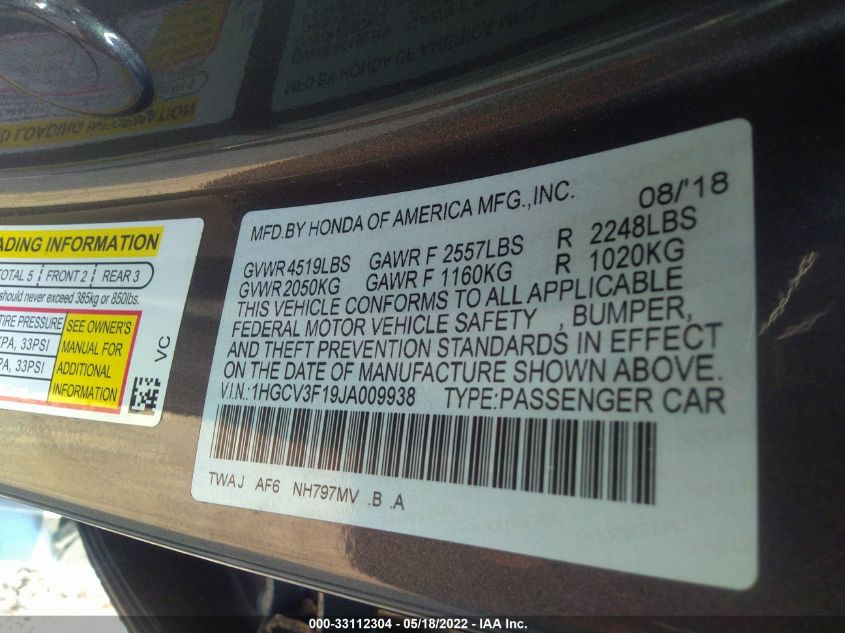 MFD.BY HONDA OF AMERICA MFG.,INC. 08/'18
GVWR 4519LBS GAWR F 2557LBS R 2248LBS
GVWR 2050KG GAWR F 1160KG R 1020KG
THIS VEHICLE CONFORMS TO ALL APPLICABLE
FEDERAL MOTOR VEHICLE SAFETY , BUMPER,
AND THEFT PREVENTION STANDARDS IN EFFECT
ON THE DATE OF MANUFACTURE SHOWN ABOVE.
V.I.N.:1HGCV3F19JA009938 TYPE:PASSENGER CAR
TWAJ AF6 NH797MV .B .A
ADING INFORMATION
TOTAL 5 FRONT 2 REAR 3
should never exceed 385kg or 850lbs.
TIRE PRESSURE
PA, 33PSI
PA, 33PSI
SEE OWNER'S
MANUAL FOR
ADDITIONAL
INFORMATION
VC
000-33112304 - 05/18/2022 - IAA Inc.